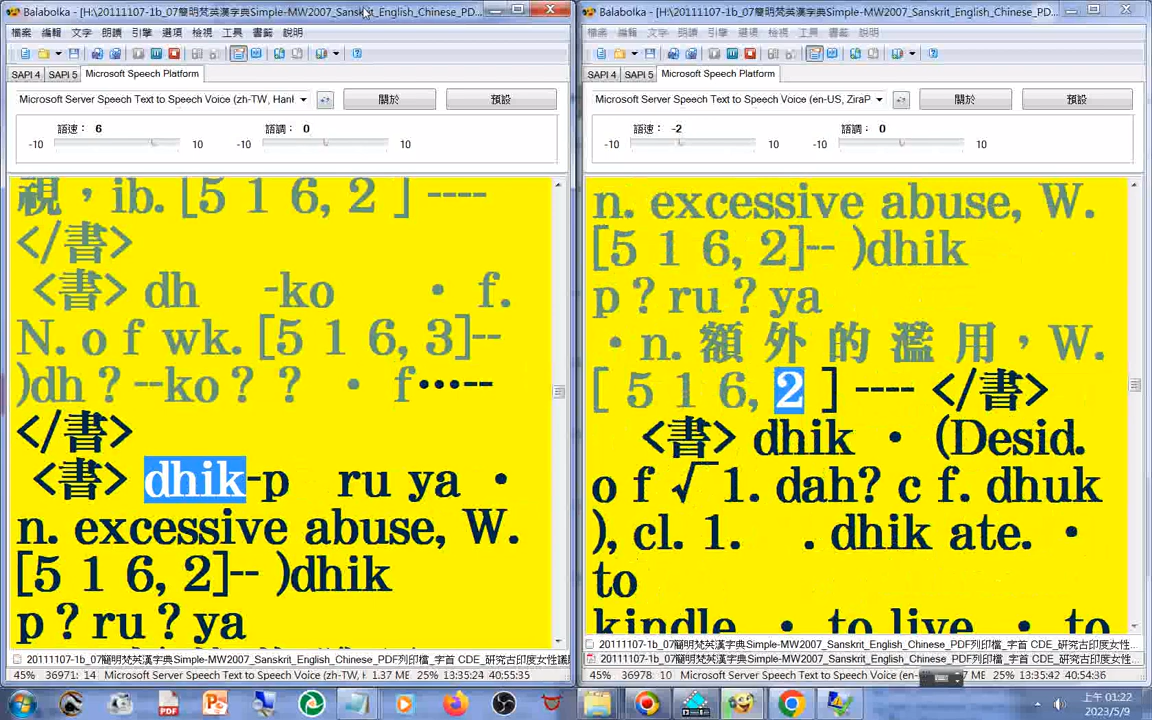 Balabolka - [H:\20111107-1b_07簡明梵英漢字典Simple-MW2007_Sanskrit_English_Chinese_PD...
檔案 編輯 文字 朗讀 引擎 選項 檢視 工具 書籤 說明
SAPI 4 SAPI 5 Microsoft Speech Platform
Microsoft Server Speech Text to Speech Voice (zh-TW, HanH 關於 預設
語速： 6 語調： 0
-10 10 -10 10
視，ib. [5 1 6, 2 ] ----
</書>
<書> dh -ko • f.
N. o f wk. [5 1 6, 3]--
)dh ? --ko ? ? • f•••--
</書>
<書> dhik-p ru ya •
n. excessive abuse, W.
[5 1 6, 2]-- )dhik
p ? ru ? ya
20111107-1b_07簡明梵英漢字典Simple-MW2007_Sanskrit_English_Chinese_PDF列印檔_字首 CDE_研究古印度女性議
45% 36971: 14 Microsoft Server Speech Text to Speech Voice (zh-TW, H 1.37 ME 25% 13:35:24 40:55:35
Balabolka - [H:\20111107-1b_07簡明梵英漢字典Simple-MW2007_Sanskrit_English_Chinese_PD...
檔案 編輯 文字 朗讀 引擎 選項 檢視 工具 書籤 說明
SAPI 4 SAPI 5 Microsoft Speech Platform
Microsoft Server Speech Text to Speech Voice (en-US, ZiraP 關於 預設
語速： -2 語調： 0
-10 10 -10 10
n. excessive abuse, W.
[5 1 6, 2]-- )dhik
p ? ru ? ya
• n. 額 外 的 濫 用，W.
[ 5 1 6, 2 ] ---- </書>
<書> dhik • (Desid.
o f √ 1. dah? c f. dhuk
), cl. 1. . dhik ate. •
to
kindle • to live • to
20111107-1b_07簡明梵英漢字典Simple-MW2007_Sanskrit_English_Chinese_PDF列印檔_字首 CDE_研究古印度女性
20111107-1b_07簡明梵英漢字典Simple-MW2007_Sanskrit_English_Chinese_PDF列印檔_字首 CDE_研究古印度女性
45% 36978: 10 Microsoft Server Speech Text to Speech Voice (en-US 25% 13:35:42 40:54:36
上午 01:22
2023/5/9